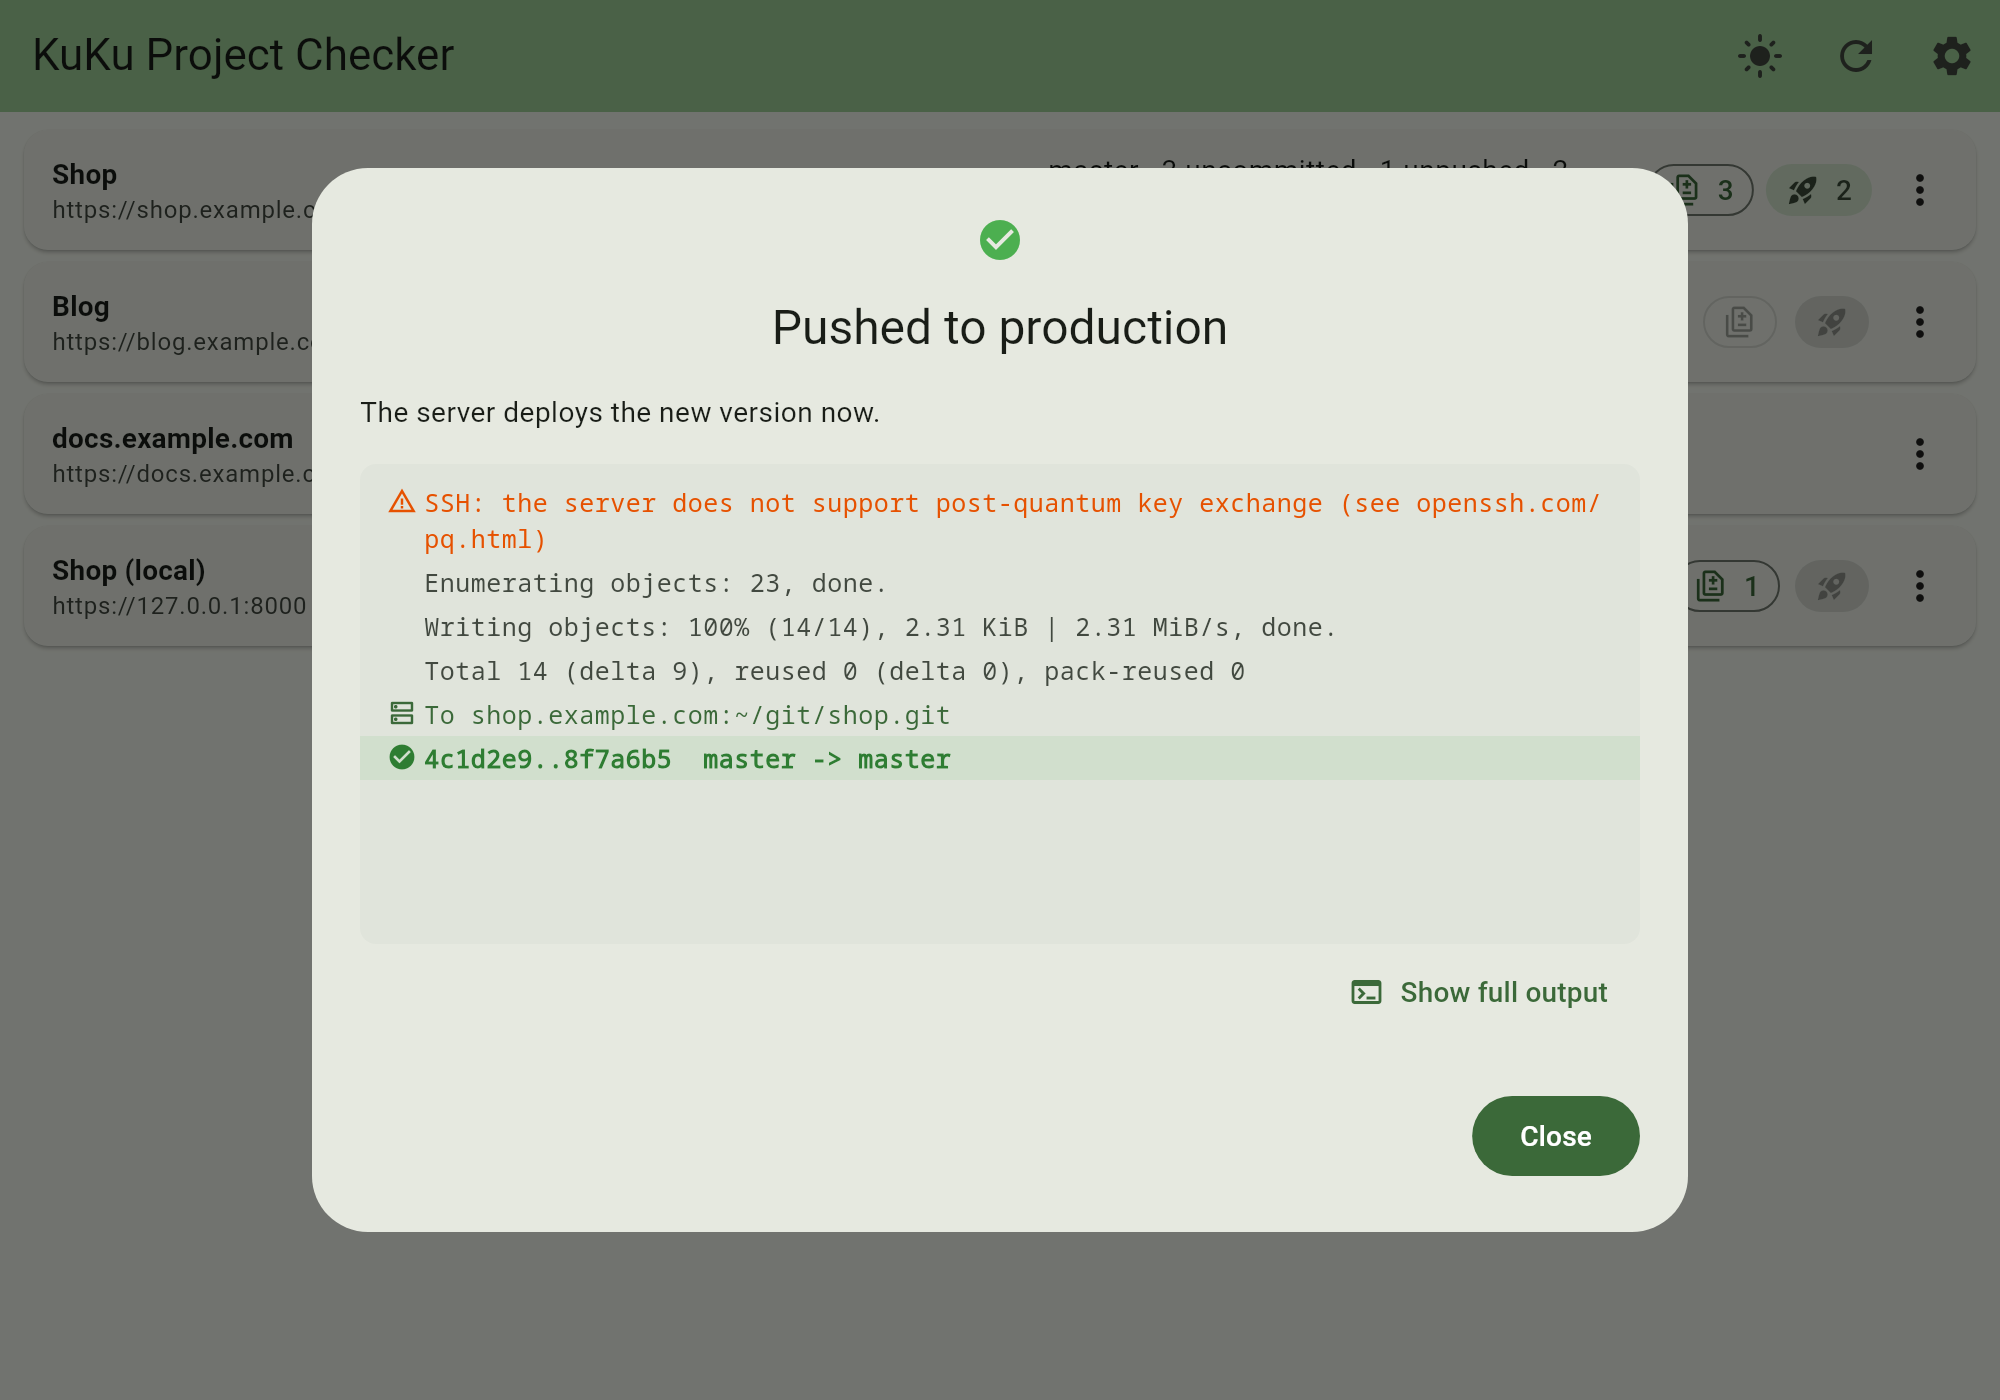 KuKu Project Checker
Shop
https://shop.example.c
3
2
Blog
https://blog.example.c
docs.example.com
https://docs.example.c
Shop (local)
https://127.0.0.1:8000
1
Pushed to production
The server deploys the new version now.
SSH: the server does not support post-quantum key exchange (see openssh.com/
pq.html)
Enumerating objects: 23, done.
Writing objects: 100% (14/14), 2.31 KiB | 2.31 MiB/s, done.
Total 14 (delta 9), reused 0 (delta 0), pack-reused 0
To shop.example.com:~/git/shop.git
4c1d2e9..8f7a6b5  master -> master
Show full output
Close